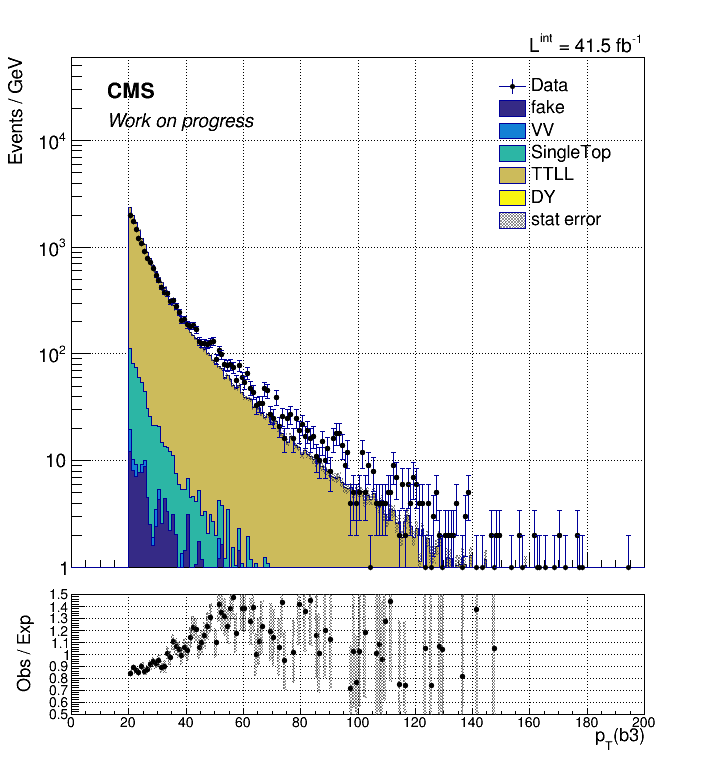 L^int = 41.5 fb^-1
Events / GeV
CMS
Work on progress
Data
fake
VV
SingleTop
TTLL
DY
stat error
10^4
10^3
10^2
10
1
Obs / Exp
1.5
1.4
1.3
1.2
1.1
1
0.9
0.8
0.7
0.6
0.5
0 20 40 60 80 100 120 140 160 180 200
p_T(b3)